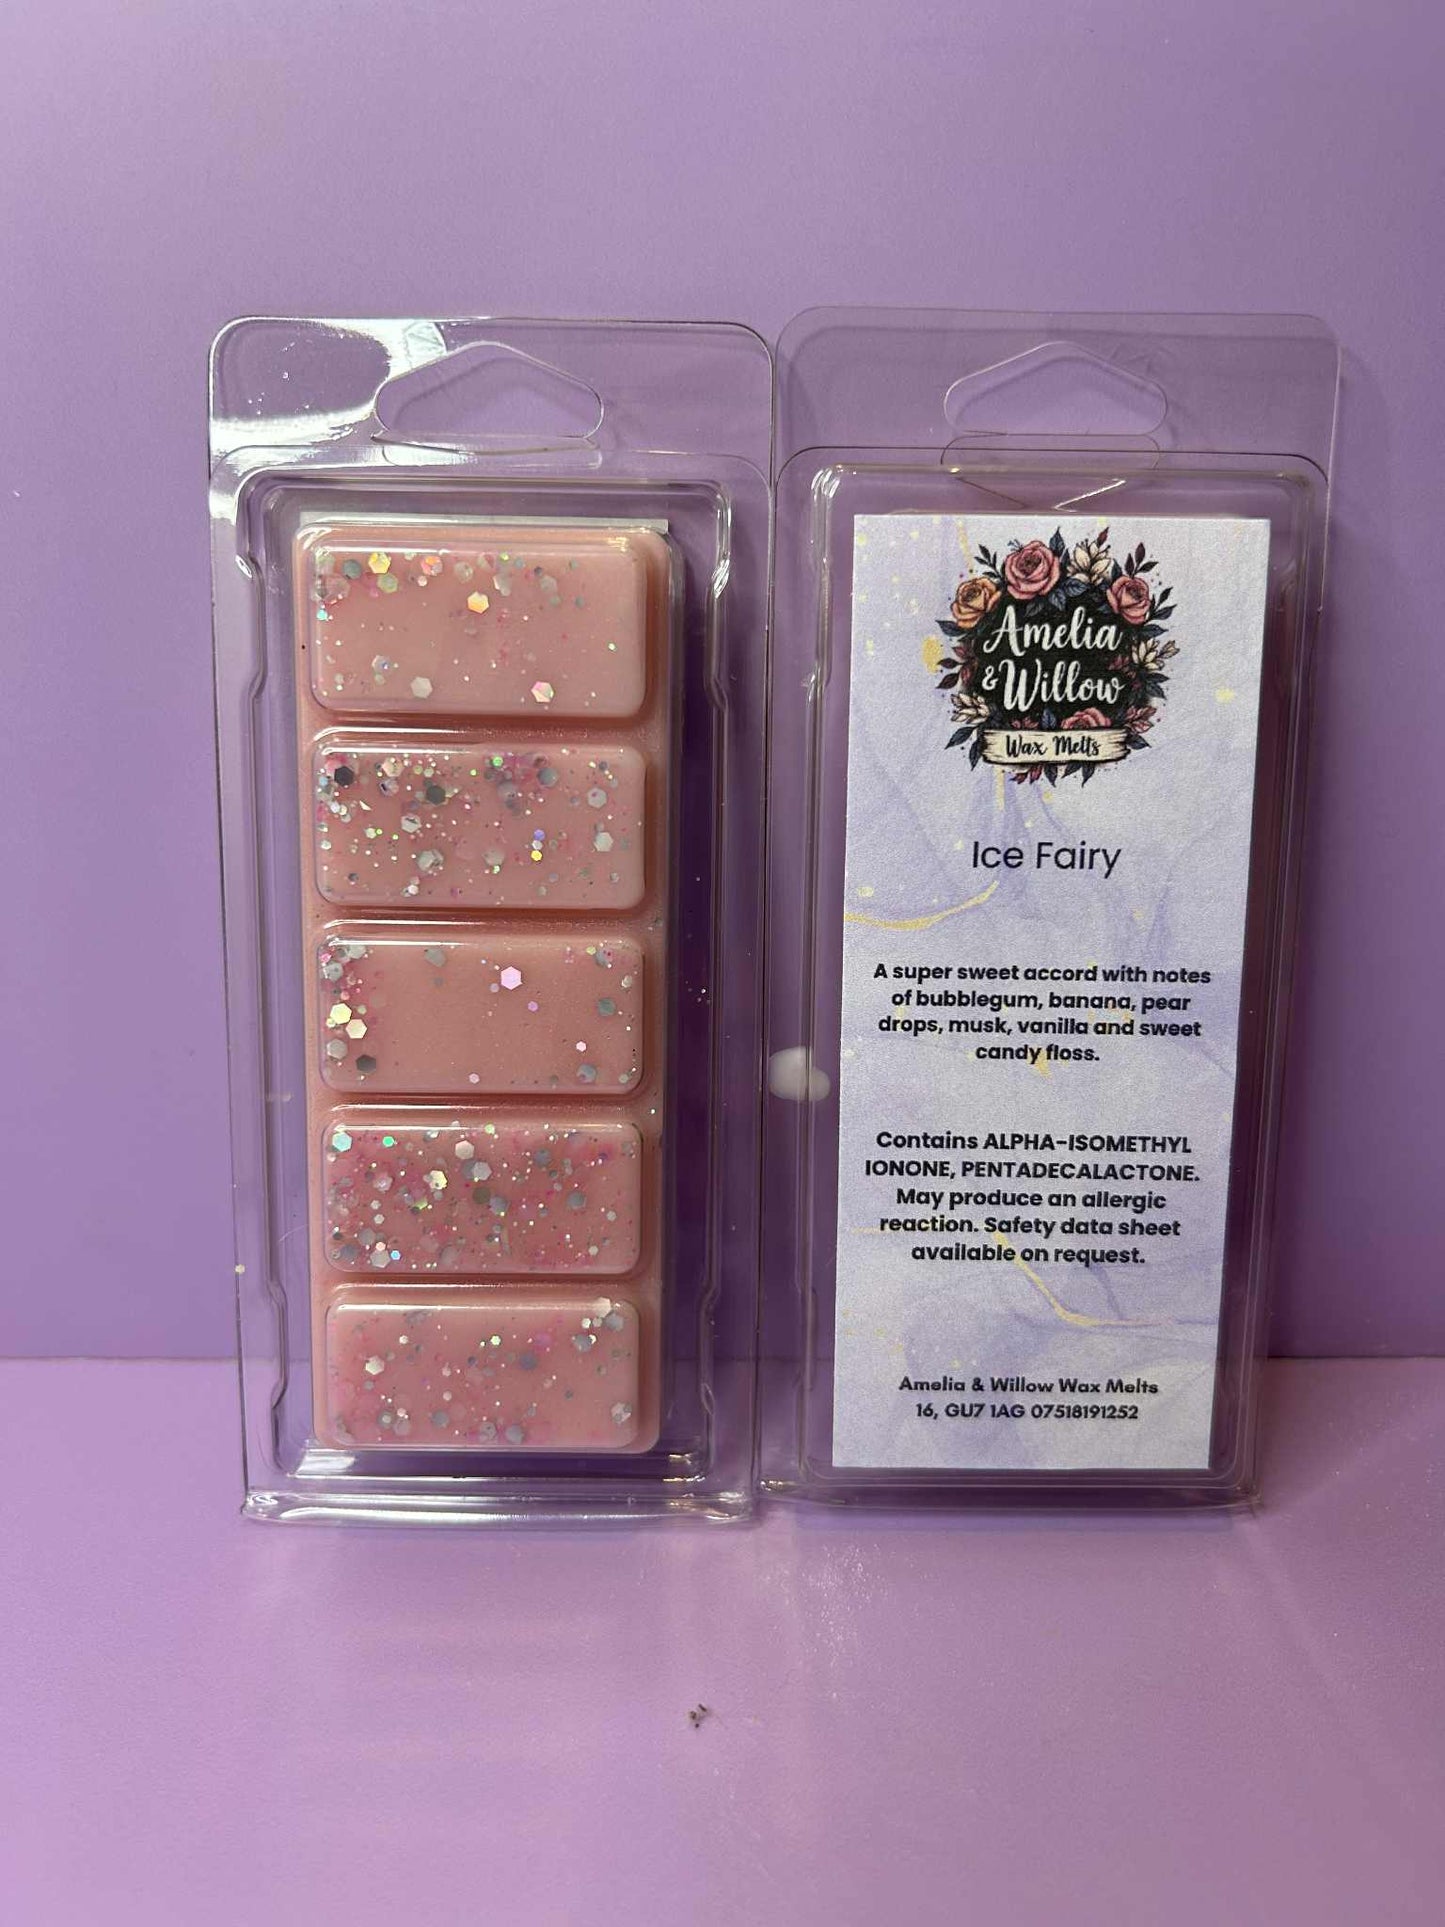 Amelia
& Willow
Wax Melts
Ice Fairy
A super sweet accord with notes
of bubblegum, banana, pear
drops, musk, vanilla and sweet
candy floss.
Contains ALPHA-ISOMETHYL
IONONE, PENTADECALACTONE.
May produce an allergic
reaction. Safety data sheet
available on request.
Amelia & Willow Wax Melts
16, GU7 1AG 07518191252